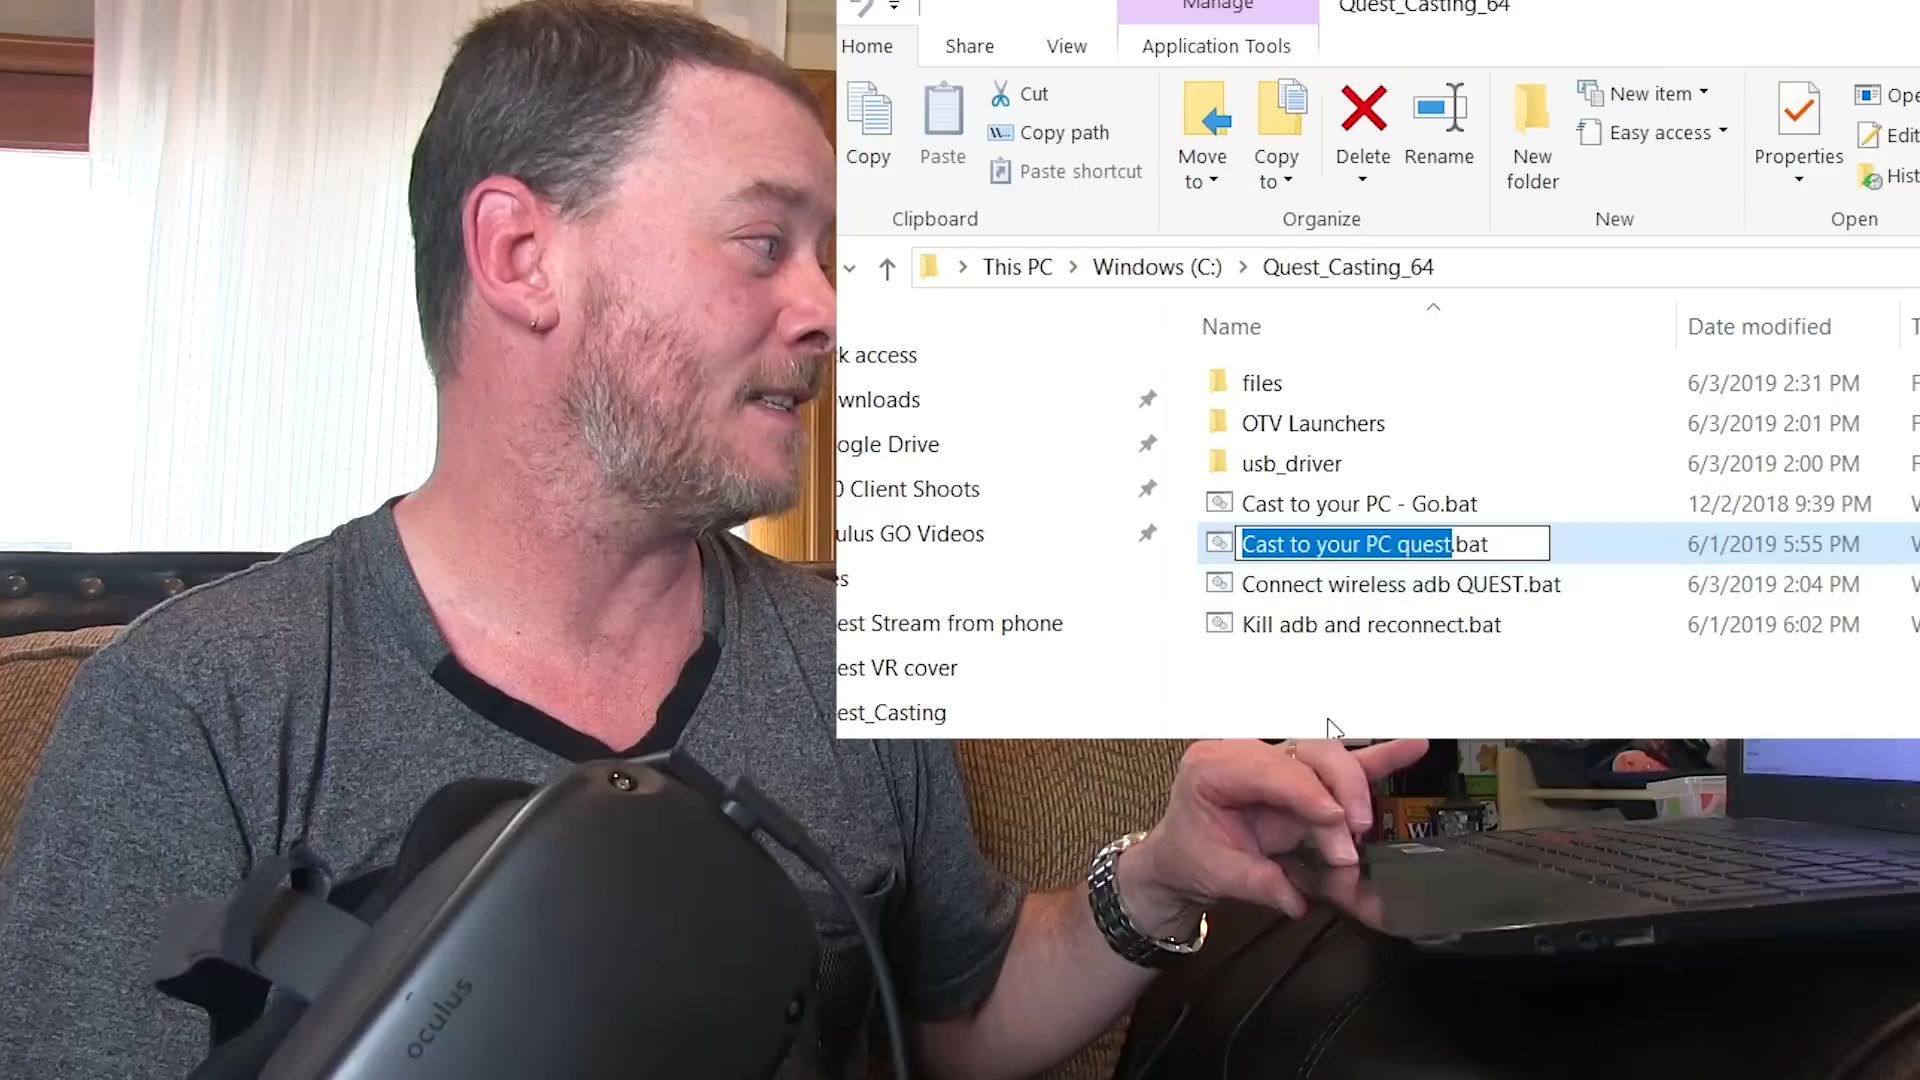 Manage
Quest_Casting_64
Home
Share
View
Application Tools
Copy
Paste
Cut
Copy path
Paste shortcut
Move to
Copy to
Delete
Rename
New folder
New item
Easy access
Properties
Ope
Edit
Hist
Clipboard
Organize
New
Open
This PC > Windows (C:) > Quest_Casting_64
Name
Date modified
k access
wnloads
ogle Drive
0 Client Shoots
ulus GO Videos
es
est Stream from phone
est VR cover
est_Casting
files 6/3/2019 2:31 PM F
OTV Launchers 6/3/2019 2:01 PM F
usb_driver 6/3/2019 2:00 PM F
Cast to your PC - Go.bat 12/2/2018 9:39 PM
Cast to your PC quest.bat 6/1/2019 5:55 PM
Connect wireless adb QUEST.bat 6/3/2019 2:04 PM
Kill adb and reconnect.bat 6/1/2019 6:02 PM
oculus